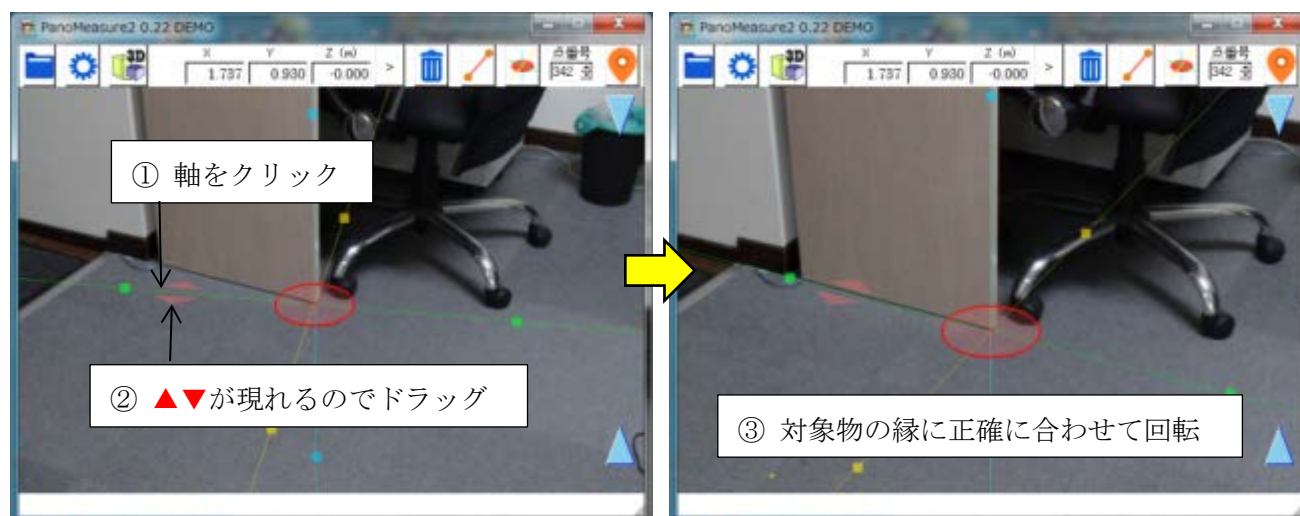 PanoMeasure2 0.22 DEMO
3D
X Y Z (m)
1.737 0.930 -0.000 >
点番号
342
① 軸をクリック
② ▲▼が現れるのでドラッグ
PanoMeasure2 0.22 DEMO
3D
X Y Z (m)
1.737 0.930 -0.000 >
点番号
342
③ 対象物の縁に正確に合わせて回転